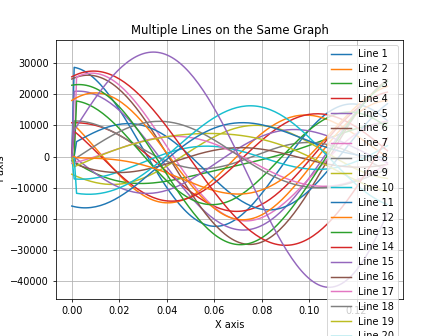 Multiple Lines on the Same Graph
30000
20000
10000
0
-10000
-20000
-30000
-40000
0.00
0.02
0.04
0.06
0.08
0.10
X axis
Line 1
Line 2
Line 3
Line 4
Line 5
Line 6
Line 7
Line 8
Line 9
Line 10
Line 11
Line 12
Line 13
Line 14
Line 15
Line 16
Line 17
Line 18
Line 19